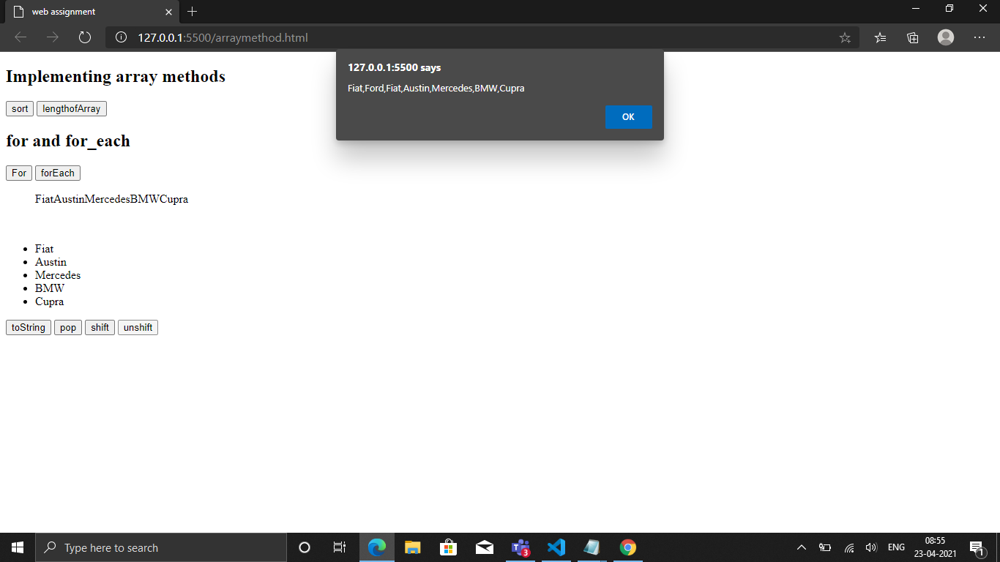 web assignment
127.0.0.1:5500/arraymethod.html
127.0.0.1:5500 says
Fiat,Ford,Fiat,Austin,Mercedes,BMW,Cupra
OK
Implementing array methods
sort lengthofArray
for and for_each
For forEach
FiatAustinMercedesBMWCupra
Fiat
Austin
Mercedes
BMW
Cupra
toString pop shift unshift
Type here to search
3
ENG
08:55
23-04-2021
1